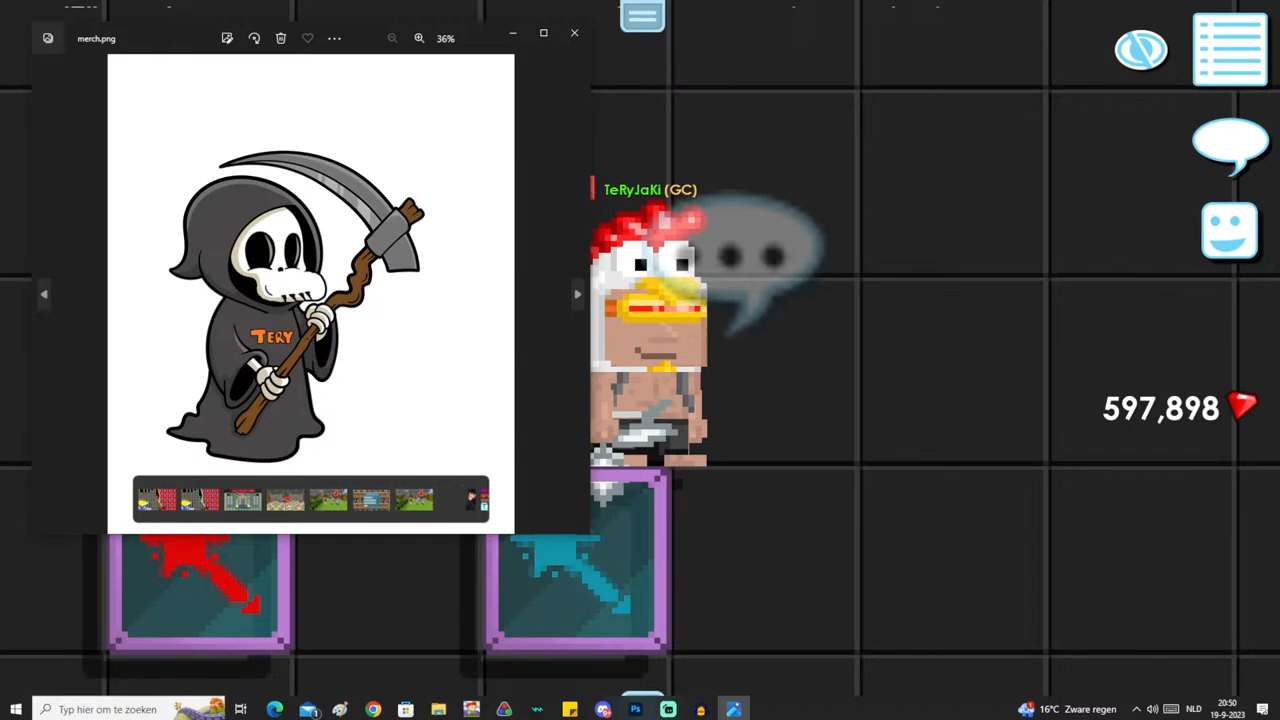 merch.png
36%
TeRyJaKi (GC)
TERY
597,898
Typ hier om te zoeken
16°C Zware regen
NLD
20:50
19-9-2023